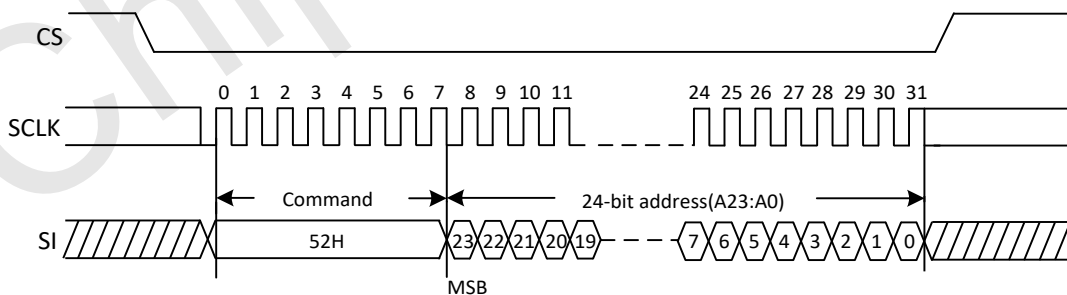 CS
0 1 2 3 4 5 6 7 8 9 10 11 24 25 26 27 28 29 30 31
SCLK
Command 24-bit address(A23:A0)
SI 52H 23 22 21 20 19 7 6 5 4 3 2 1 0
MSB